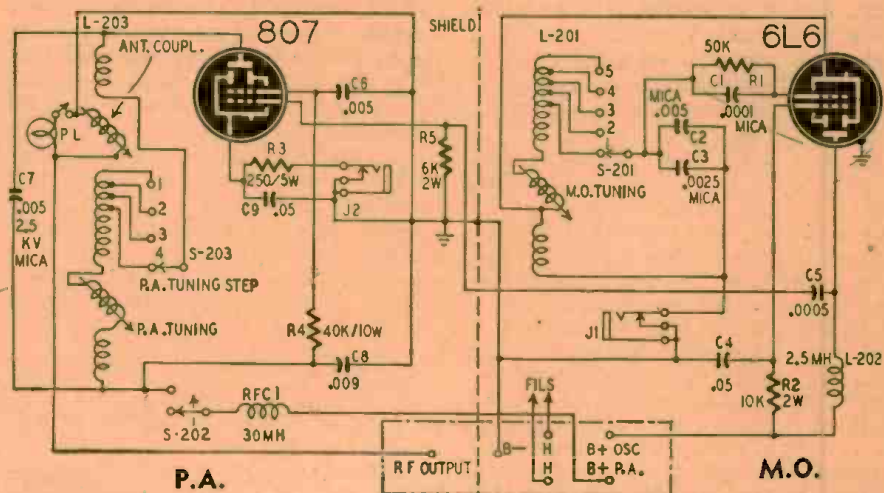 L-203
ANT. COUPL.
807
SHIELD
L-201
50K
6L6
C1
R1
.0001
MICA
5
4
3
2
MICA
.005
C2
C3
.0025
MICA
S-201
M.O. TUNING
C6
.005
P L
R3
250/5W
C9 .05
J2
R5
6K
2W
C7
.005
2.5
KV
MICA
1
2
3
4
S-203
P.A. TUNING STEP
P.A. TUNING
R4
40K/10W
C8
.009
C5
.0005
J1
C4
.05
2.5 MH
L-202
R2
10K
2W
RFC1
30MH
S-202
FILS
RF OUTPUT
B-
H
H
B+ OSC
B+ P.A.
P.A.
M.O.